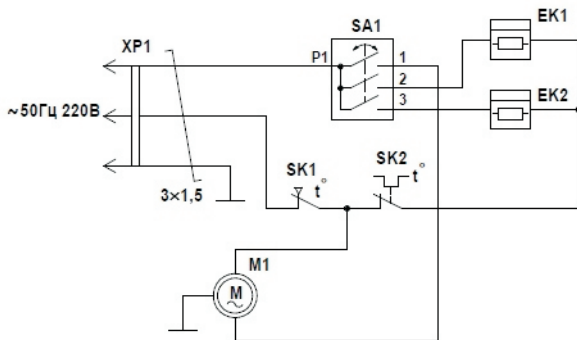 SA1
EK1
XP1
P1
1
2
3
EK2
~50Гц 220В
SK1
t°
SK2
t°
3×1,5
M1
M